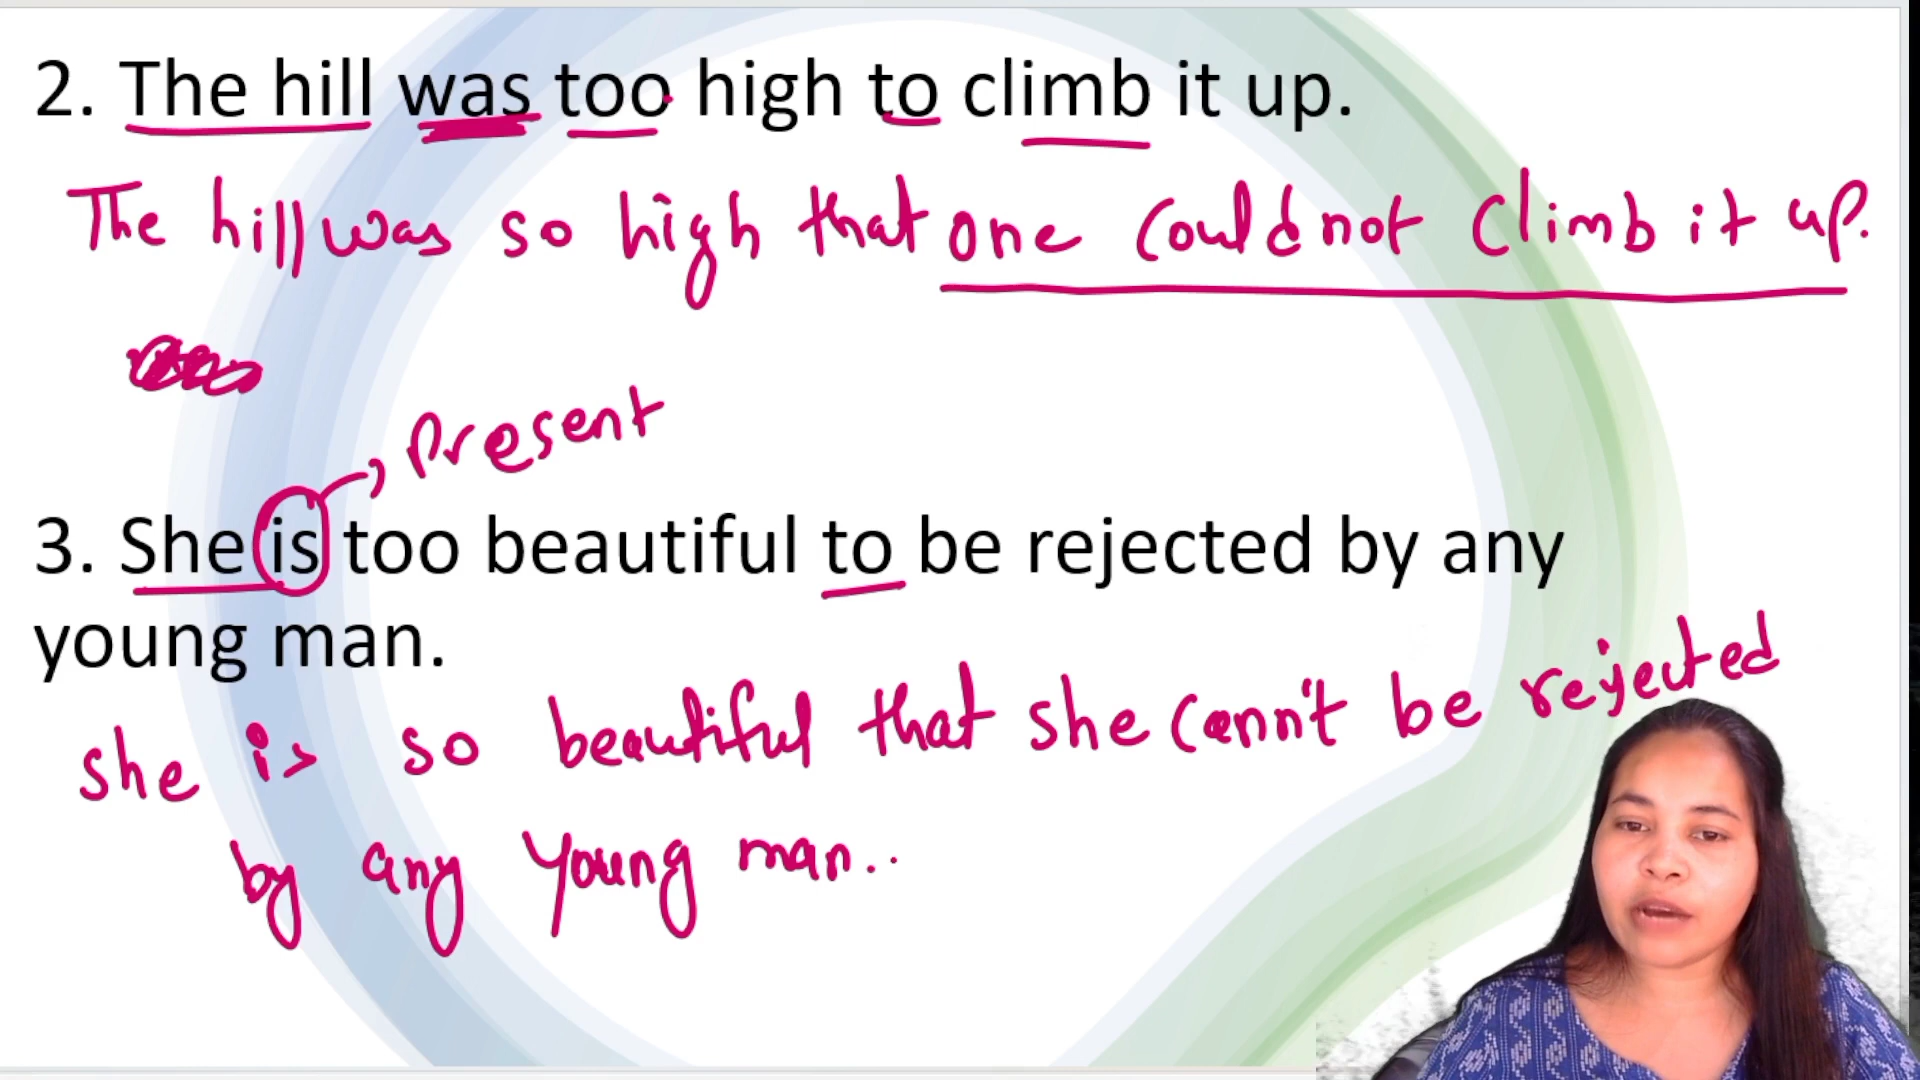 2. The hill was too high to climb it up.
The hill was so high that one could not climb it up.
Present
3. She is too beautiful to be rejected by any
young man.
She is so beautiful that she cann't be rejected
by any young man..